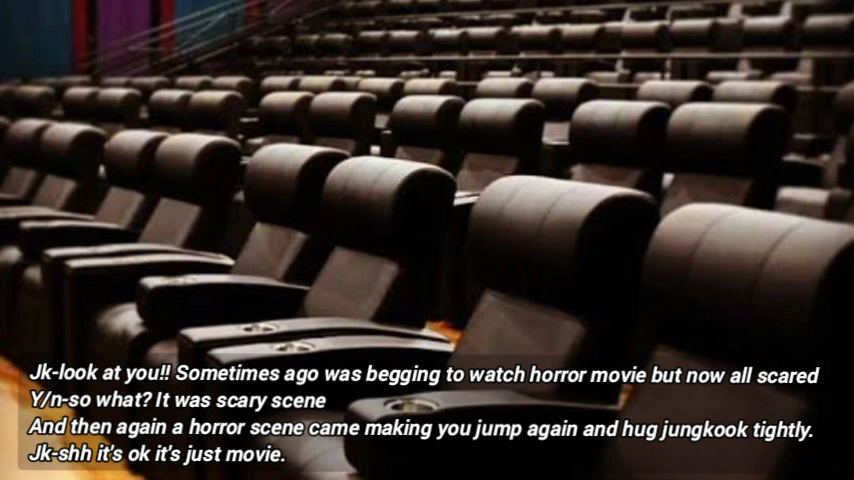 Jk-look at you!! Sometimes ago was begging to watch horror movie but now all scared
Y/n-so what? It was scary scene
And then again a horror scene came making you jump again and hug jungkook tightly.
Jk-shh it's ok it's just movie.